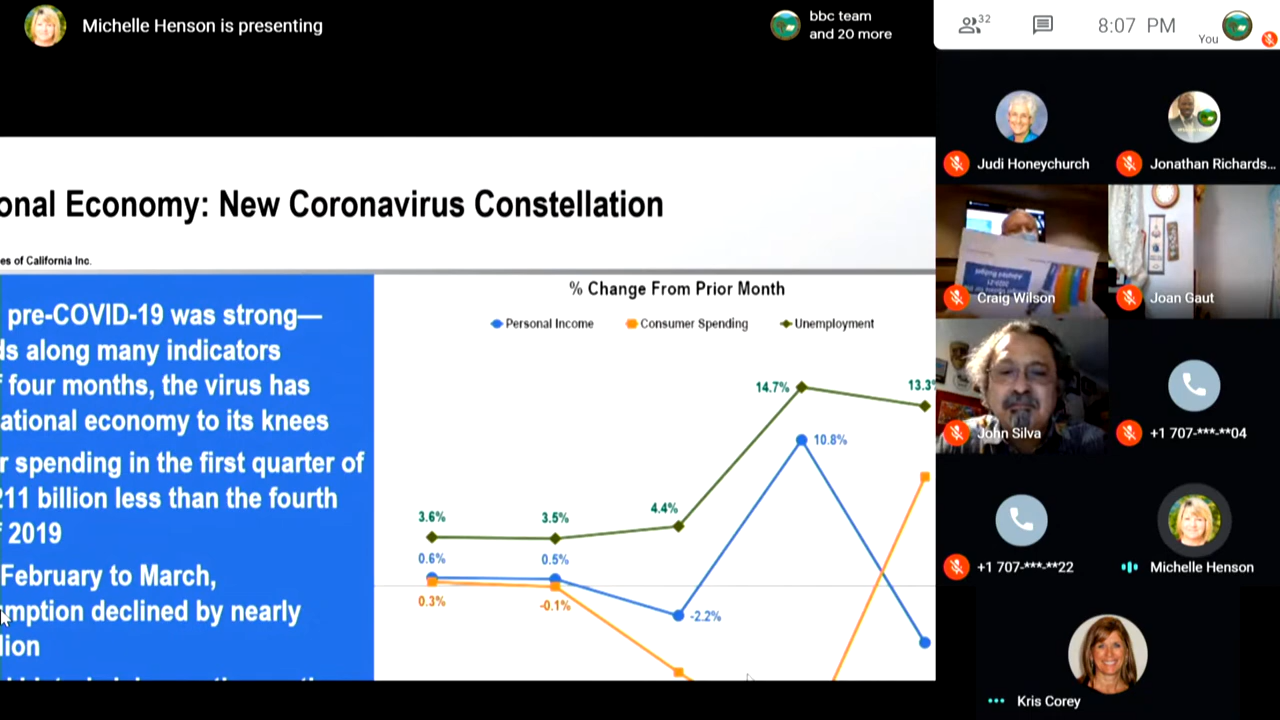 Michelle Henson is presenting
bbc team
and 20 more
32
8:07 PM
You
Judi Honeychurch
Jonathan Richards...
Craig Wilson
Joan Gaut
John Silva
+1 707-***-**04
+1 707-***-**22
Michelle Henson
Kris Corey
onal Economy: New Coronavirus Constellation
es of California Inc.
pre-COVID-19 was strong—
ds along many indicators
f four months, the virus has
ational economy to its knees
r spending in the first quarter of
211 billion less than the fourth
f 2019
February to March,
mption declined by nearly
lion
% Change From Prior Month
Personal Income
Consumer Spending
Unemployment
14.7%
13.3%
10.8%
3.6%
3.5%
4.4%
0.6%
0.5%
0.3%
-0.1%
-2.2%